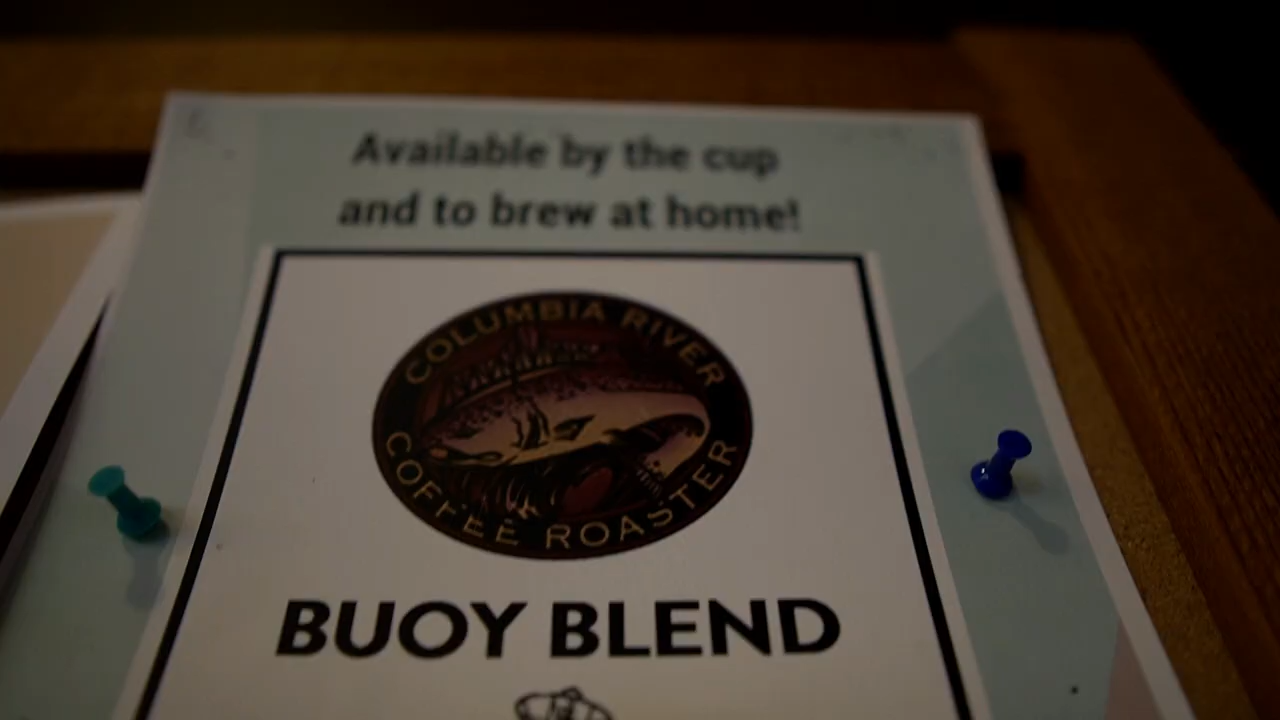 Available by the cup
and to brew at home!
COLUMBIA RIVER
COFFEE ROASTER
BUOY BLEND